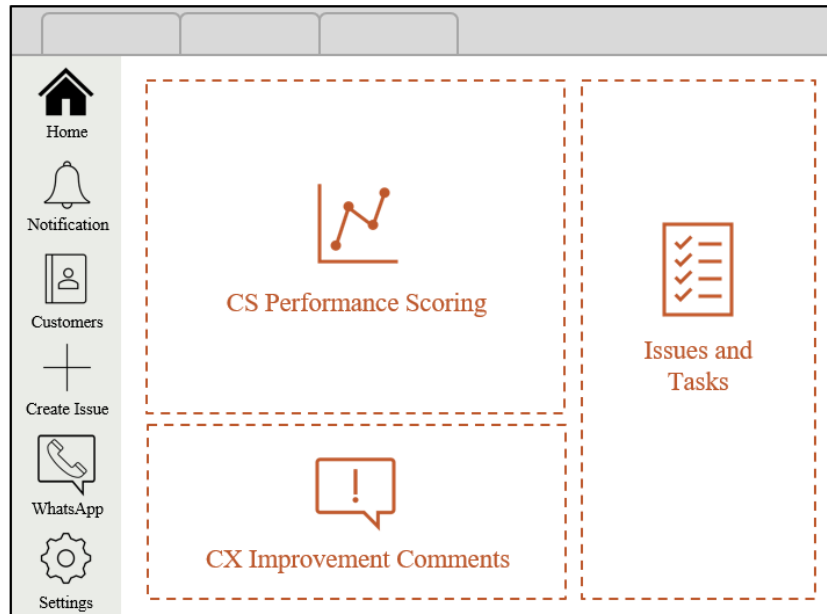 Home
Notification
Customers
Create Issue
WhatsApp
Settings
CS Performance Scoring
CX Improvement Comments
Issues and
Tasks